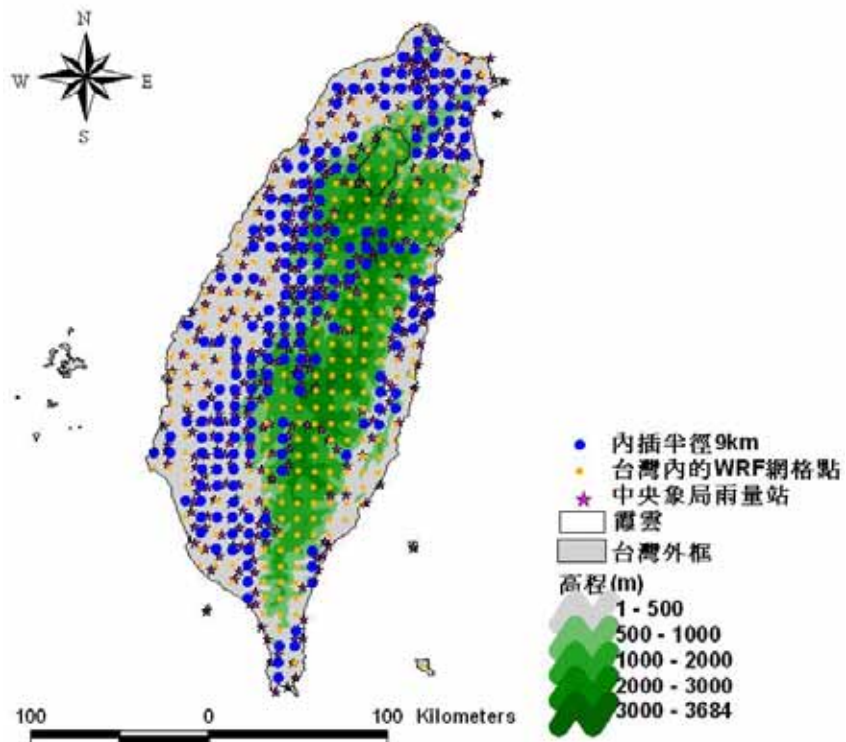 N
W E
S
內插半徑9km
台灣內的WRF網格點
中央象局雨量站
霞雲
台灣外框
高程(m)
1 - 500
500 - 1000
1000 - 2000
2000 - 3000
3000 - 3684
100 0 100 Kilometers